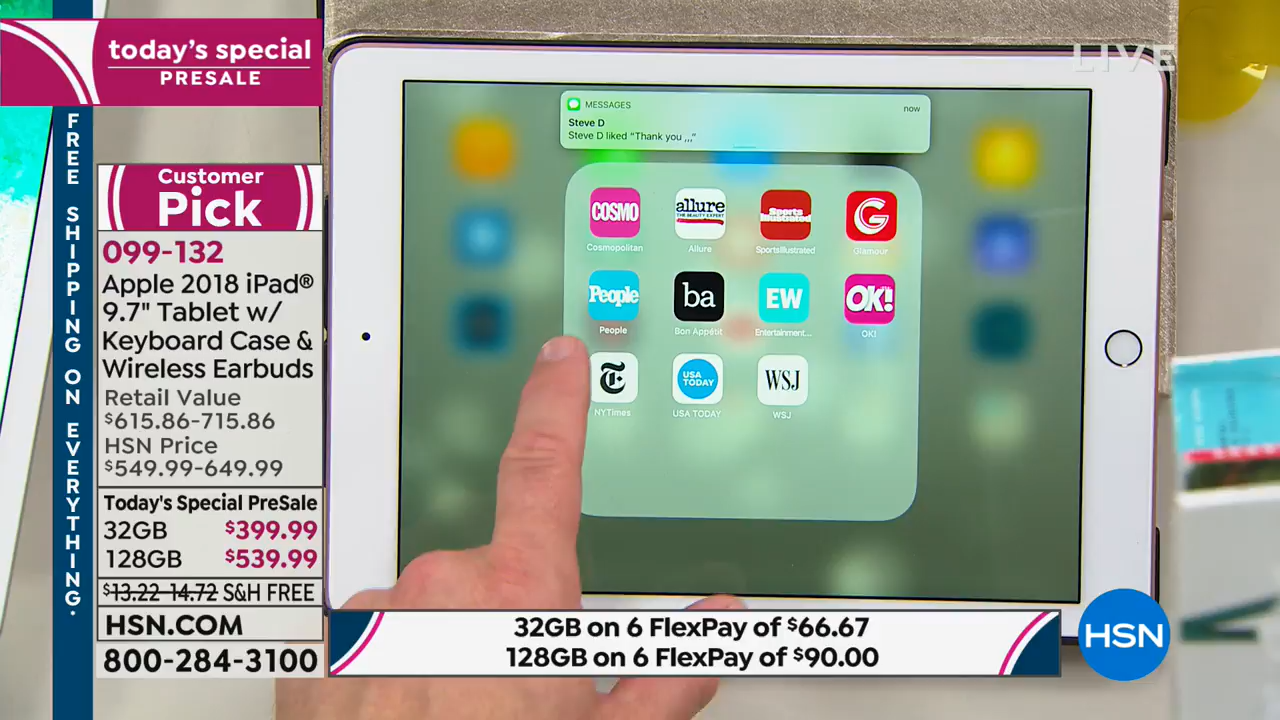 today's special
PRESALE
FREE SHIPPING ON EVERYTHING.
Customer
Pick
099-132
Apple 2018 iPad®
9.7" Tablet w/
Keyboard Case &
Wireless Earbuds
Retail Value
$615.86-715.86
HSN Price
$549.99-649.99
Today's Special PreSale
32GB $399.99
128GB $539.99
$13.22-14.72 S&H FREE
HSN.COM
800-284-3100
LIVE
MESSAGES now
Steve D
Steve D liked "Thank you ,,,"
COSMO allure THE BEAUTY EXPERT Sports Illustrated G
Cosmopolitan Allure SportsIllustrated Glamour
People ba EW OK!
People Bon Appétit Entertainment... OK!
T USA TODAY WSJ
NYTimes USA TODAY WSJ
32GB on 6 FlexPay of $66.67
128GB on 6 FlexPay of $90.00
HSN